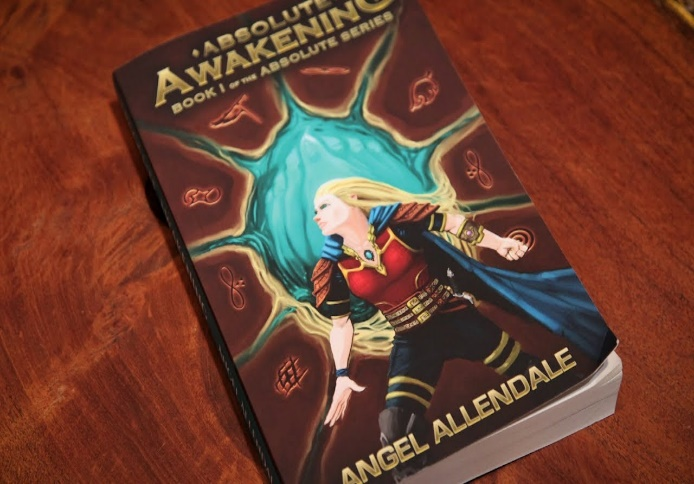 ABSOLUTE
AWAKENING
BOOK I OF THE ABSOLUTE SERIES
ANGEL ALLENDALE